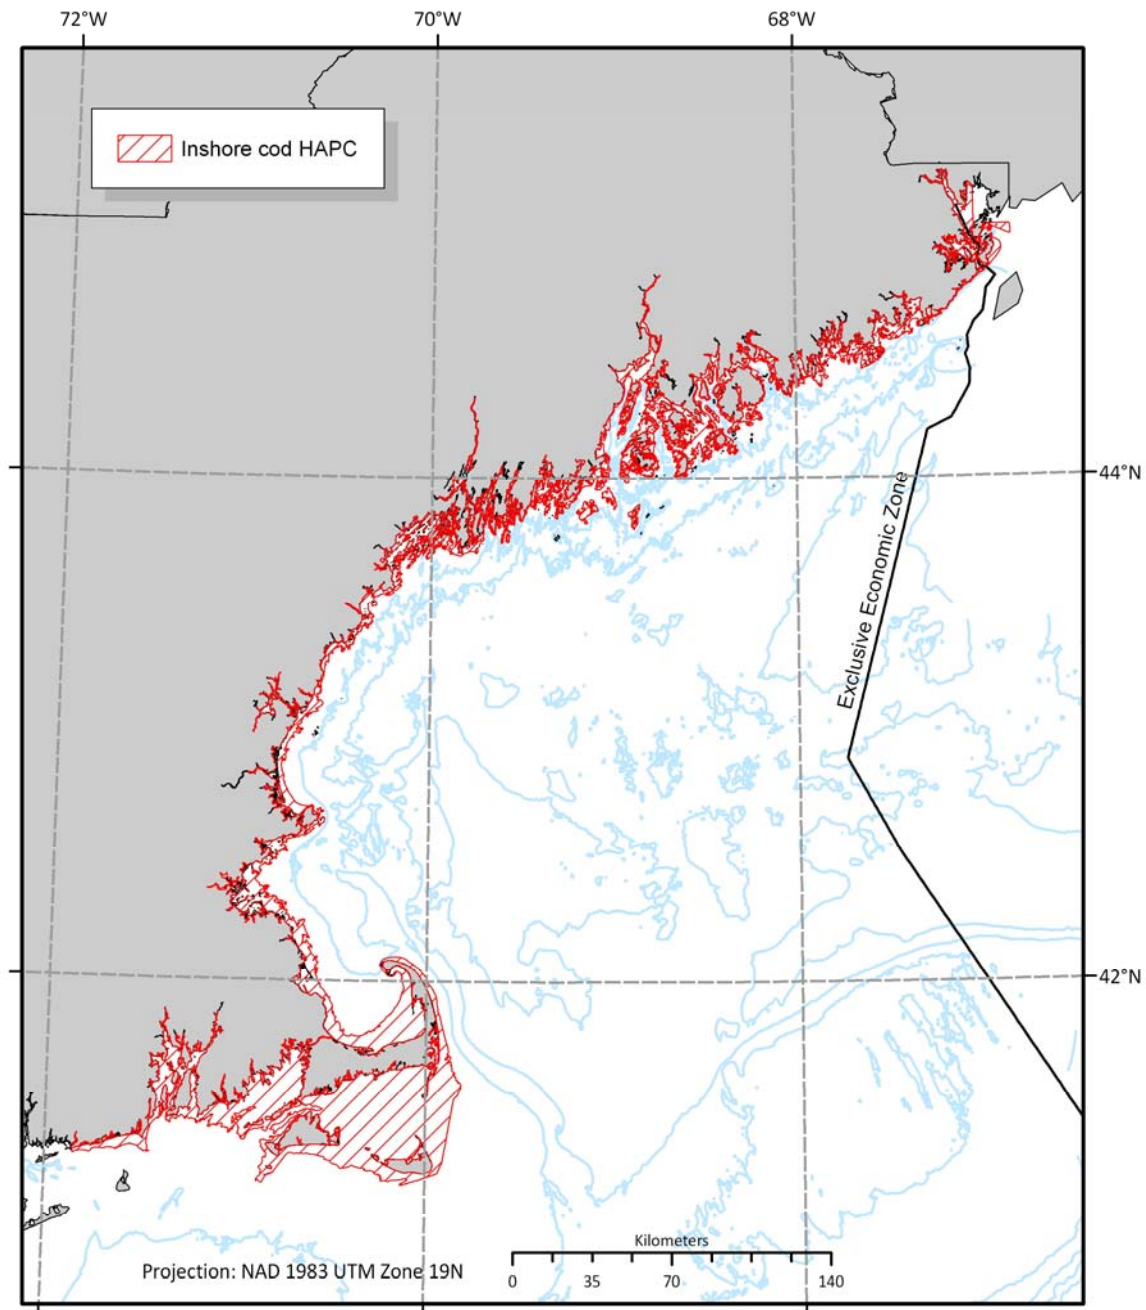 72°W 70°W 68°W
Inshore cod HAPC
44°N
Exclusive Economic Zone
42°N
Kilometers
Projection: NAD 1983 UTM Zone 19N
0 35 70 140